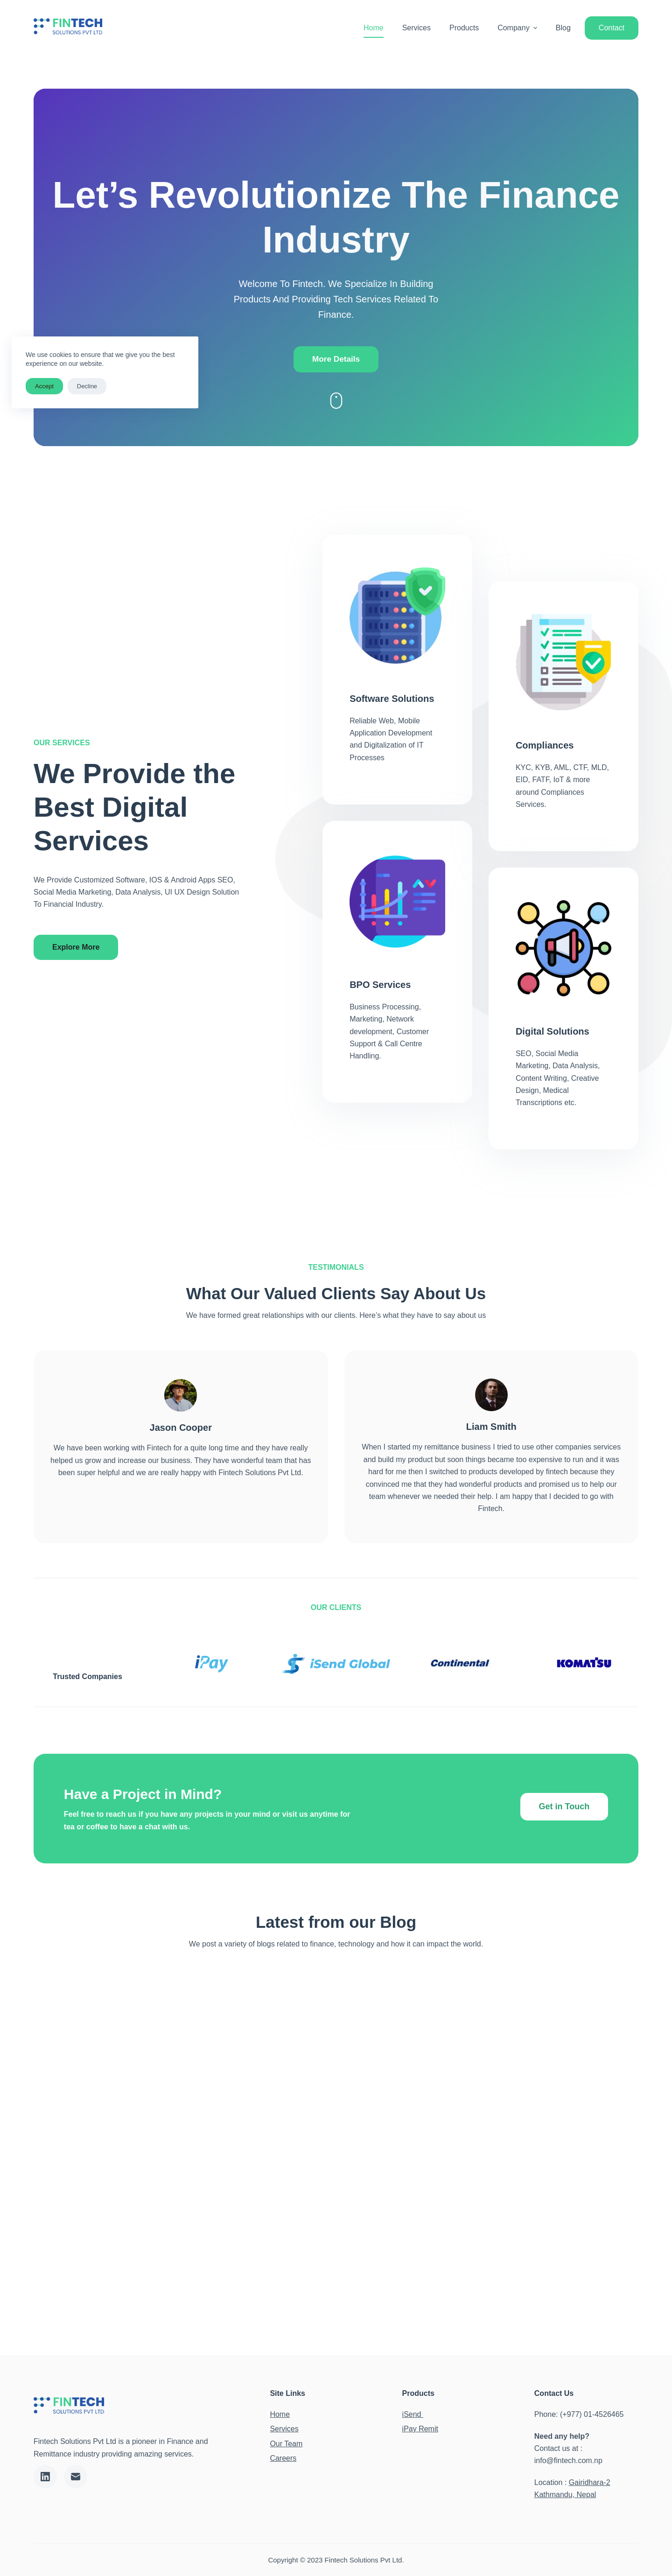 FINTECH
SOLUTIONS PVT LTD
Home
Services
Products
Company
Blog
Contact
Let’s Revolutionize The Finance
Industry
Welcome To Fintech. We Specialize In Building
Products And Providing Tech Services Related To
Finance.
More Details
We use cookies to ensure that we give you the best
experience on our website.
Accept
Decline
OUR SERVICES
We Provide the
Best Digital
Services
We Provide Customized Software, IOS & Android Apps SEO,
Social Media Marketing, Data Analysis, UI UX Design Solution
To Financial Industry.
Explore More
Software Solutions
Reliable Web, Mobile
Application Development
and Digitalization of IT
Processes
BPO Services
Business Processing,
Marketing, Network
development, Customer
Support & Call Centre
Handling.
Compliances
KYC, KYB, AML, CTF, MLD,
EID, FATF, IoT & more
around Compliances
Services.
Digital Solutions
SEO, Social Media
Marketing, Data Analysis,
Content Writing, Creative
Design, Medical
Transcriptions etc.
TESTIMONIALS
What Our Valued Clients Say About Us
We have formed great relationships with our clients. Here’s what they have to say about us
Jason Cooper
We have been working with Fintech for a quite long time and they have really
helped us grow and increase our business. They have wonderful team that has
been super helpful and we are really happy with Fintech Solutions Pvt Ltd.
Liam Smith
When I started my remittance business I tried to use other companies services
and build my product but soon things became too expensive to run and it was
hard for me then I switched to products developed by fintech because they
convinced me that they had wonderful products and promised us to help our
team whenever we needed their help. I am happy that I decided to go with
Fintech.
OUR CLIENTS
Trusted Companies
iPay
iSend Global
Continental
KOMATSU
Have a Project in Mind?
Feel free to reach us if you have any projects in your mind or visit us anytime for
tea or coffee to have a chat with us.
Get in Touch
Latest from our Blog
We post a variety of blogs related to finance, technology and how it can impact the world.
FINTECH
SOLUTIONS PVT LTD
Fintech Solutions Pvt Ltd is a pioneer in Finance and
Remittance industry providing amazing services.
Site Links
Home
Services
Our Team
Careers
Products
iSend
iPay Remit
Contact Us
Phone: (+977) 01-4526465
Need any help?
Contact us at :
info@fintech.com.np
Location : Gairidhara-2
Kathmandu, Nepal
Copyright © 2023 Fintech Solutions Pvt Ltd.